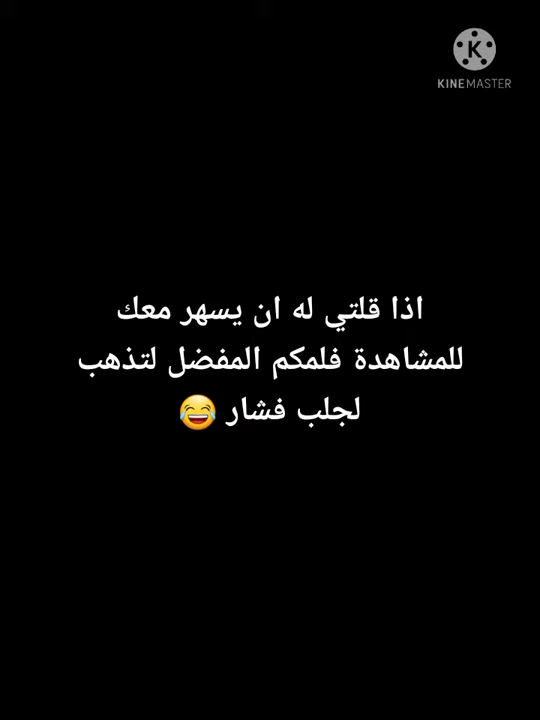 KINEMASTER
اذا قلتي له ان يسهر معك
للمشاهدة فلمكم المفضل لتذهب
لجلب فشار 😂